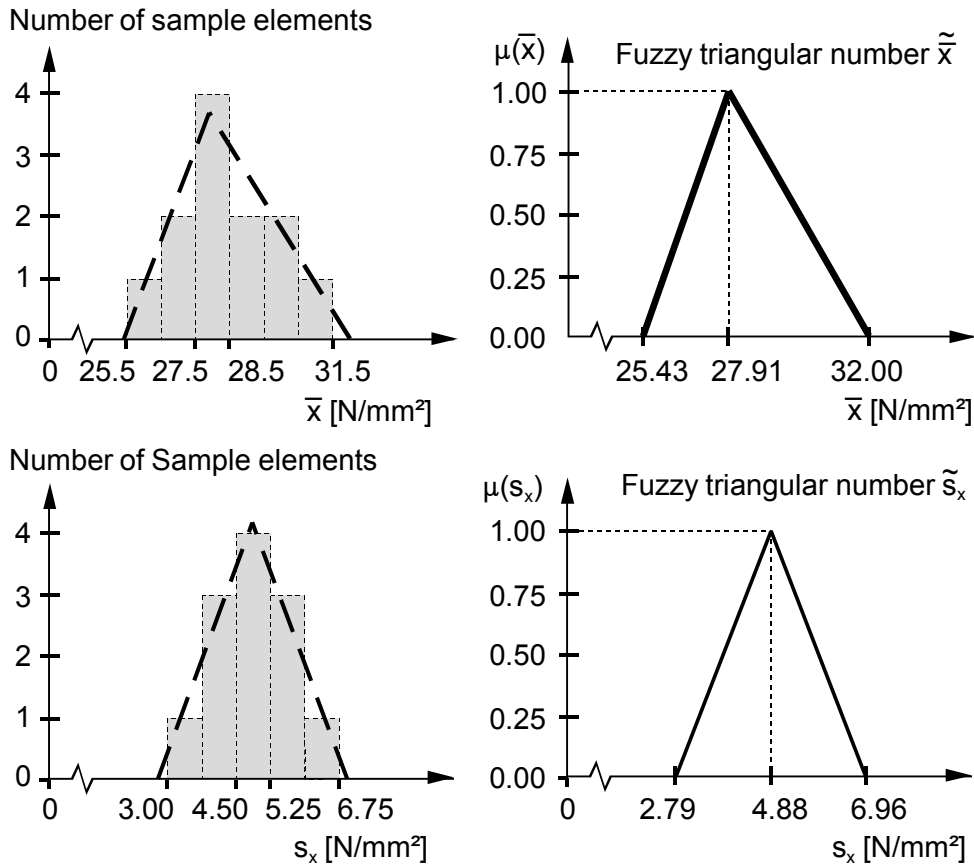 Number of sample elements
4
3
2
1
0
0 25.5 27.5 28.5 31.5
x̅ [N/mm²]
μ(x̅) Fuzzy triangular number x̅̃
1.00
0.75
0.50
0.25
0.00
25.43 27.91 32.00
x̅ [N/mm²]
Number of Sample elements
4
3
2
1
0
0 3.00 4.50 5.25 6.75
sₓ [N/mm²]
μ(sₓ) Fuzzy triangular number s̃ₓ
1.00
0.75
0.50
0.25
0.00
0 2.79 4.88 6.96
sₓ [N/mm²]